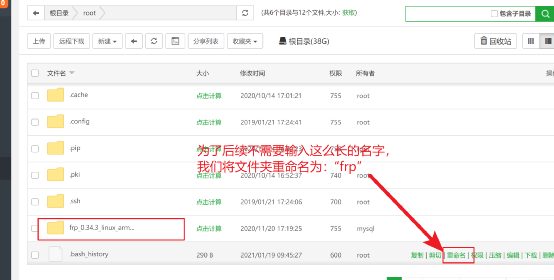 根目录 root (共6个目录与12个文件,大小: 获取) 包含子目录
上传 远程下载 新建 分享列表 收藏夹 根目录(38G) 回收站
文件名 大小 修改时间 权限 所有者 操
.cache 点击计算 2020/10/14 17:01:21 755 root
.config 点击计算 2019/01/21 17:24:41 755 root
.pip 点击计算 755 root
为了后续不需要输入这么长的名字,
我们将文件夹重命名为: “frp”
.pki 点击计算 2020/10/14 16:52:37 740 root
.ssh 点击计算 2019/01/21 17:24:06 700 root
frp_0.34.3_linux_arm... 点击计算 2020/11/20 17:19:25 755 mysql
.bash_history 290 B 2021/01/19 09:45:27 600 root 复制 | 剪切 | 重命名 | 权限 | 压缩 | 编辑 | 下载 | 删除